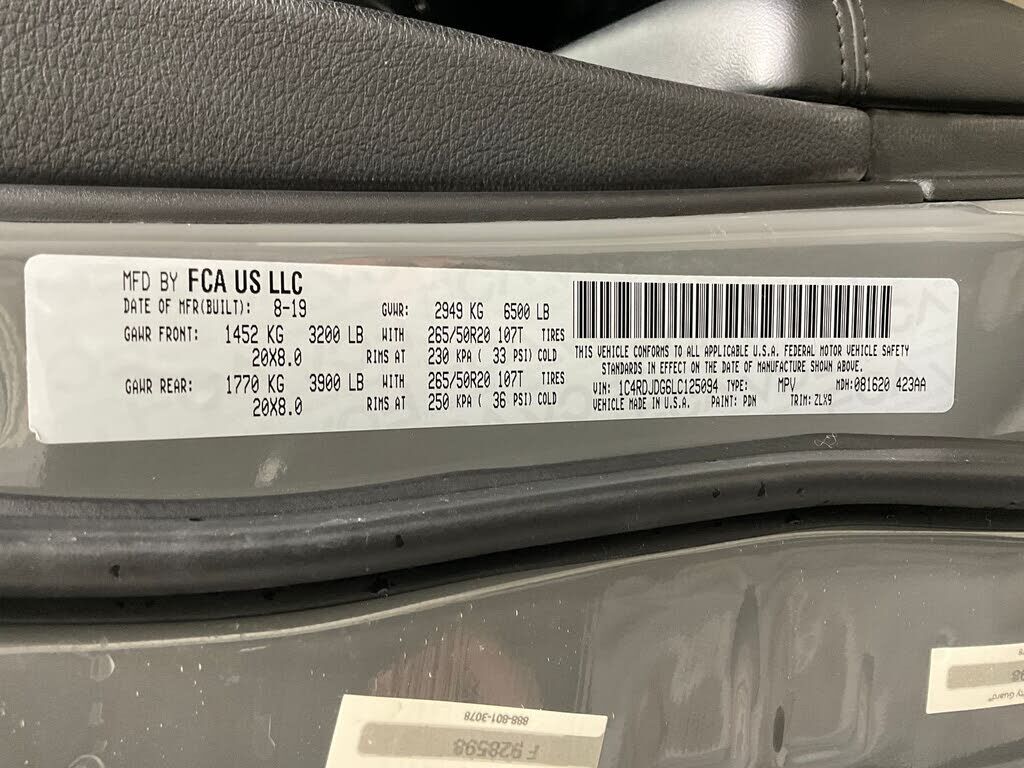 MFD BY FCA US LLC
DATE OF MFR(BUILT): 8-19 GVWR: 2949 KG 6500 LB
GAWR FRONT: 1452 KG 3200 LB WITH 265/50R20 107T TIRES
20X8.0 RIMS AT 230 KPA ( 33 PSI) COLD
GAWR REAR: 1770 KG 3900 LB WITH 265/50R20 107T TIRES
20X8.0 RIMS AT 250 KPA ( 36 PSI) COLD
THIS VEHICLE CONFORMS TO ALL APPLICABLE U.S.A. FEDERAL MOTOR VEHICLE SAFETY
STANDARDS IN EFFECT ON THE DATE OF MANUFACTURE SHOWN ABOVE.
VIN: 1C4RDJDG6LC125094 TYPE: MPV MDH: 081620 423AA
VEHICLE MADE IN U.S.A. PAINT: PDN TRIM: ZLX9
888-801-3078
F928598